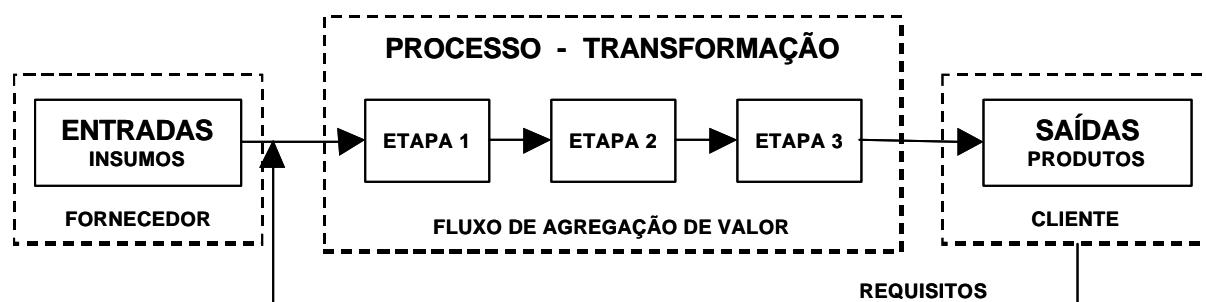 PROCESSO - TRANSFORMAÇÃO
ENTRADAS
INSUMOS
FORNECEDOR
ETAPA 1
ETAPA 2
ETAPA 3
FLUXO DE AGREGAÇÃO DE VALOR
SAÍDAS
PRODUTOS
CLIENTE
REQUISITOS